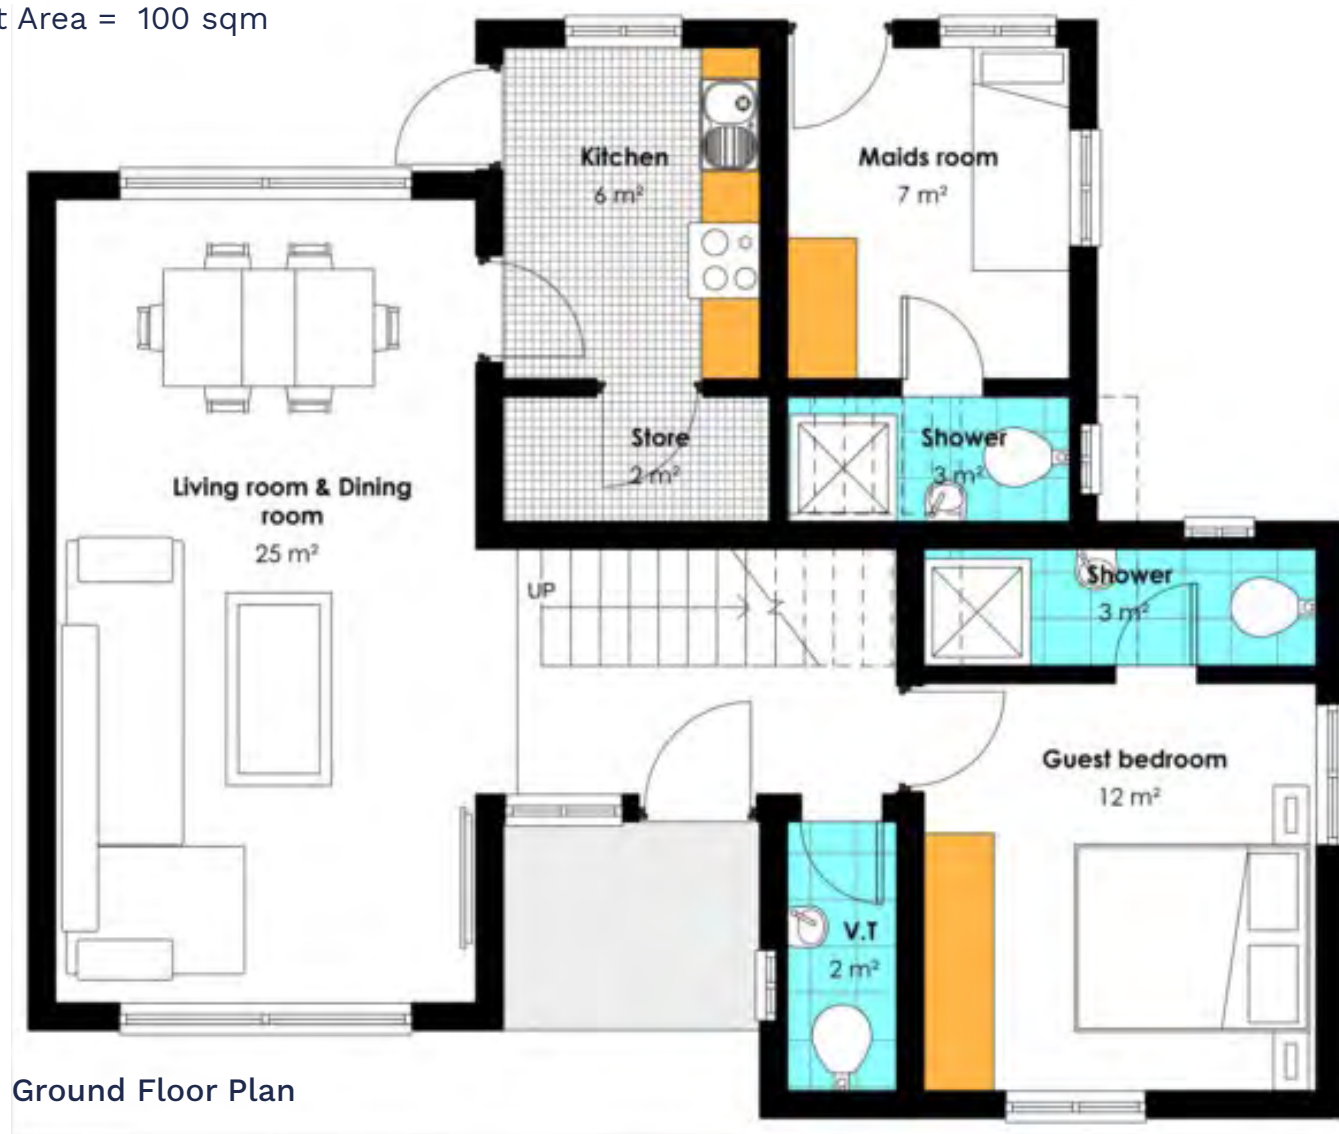 t Area = 100 sqm
Kitchen
6 m²
Maids room
7 m²
Store
2 m²
Shower
3 m²
Living room & Dining
room
25 m²
UP
Shower
3 m²
Guest bedroom
12 m²
V.T
2 m²
Ground Floor Plan